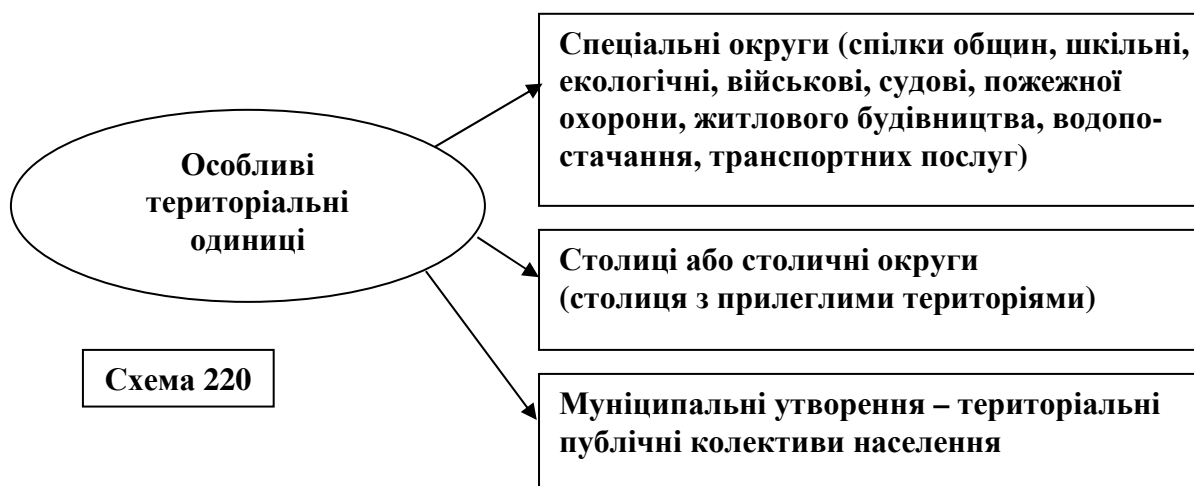 Особливі
територіальні
одиниці
Спеціальні округи (спілки общин, шкільні,
екологічні, військові, судові, пожежної
охорони, житлового будівництва, водопо-
стачання, транспортних послуг)
Столиці або столичні округи
(столиця з прилеглими територіями)
Муніципальні утворення – територіальні
публічні колективи населення
Схема 220